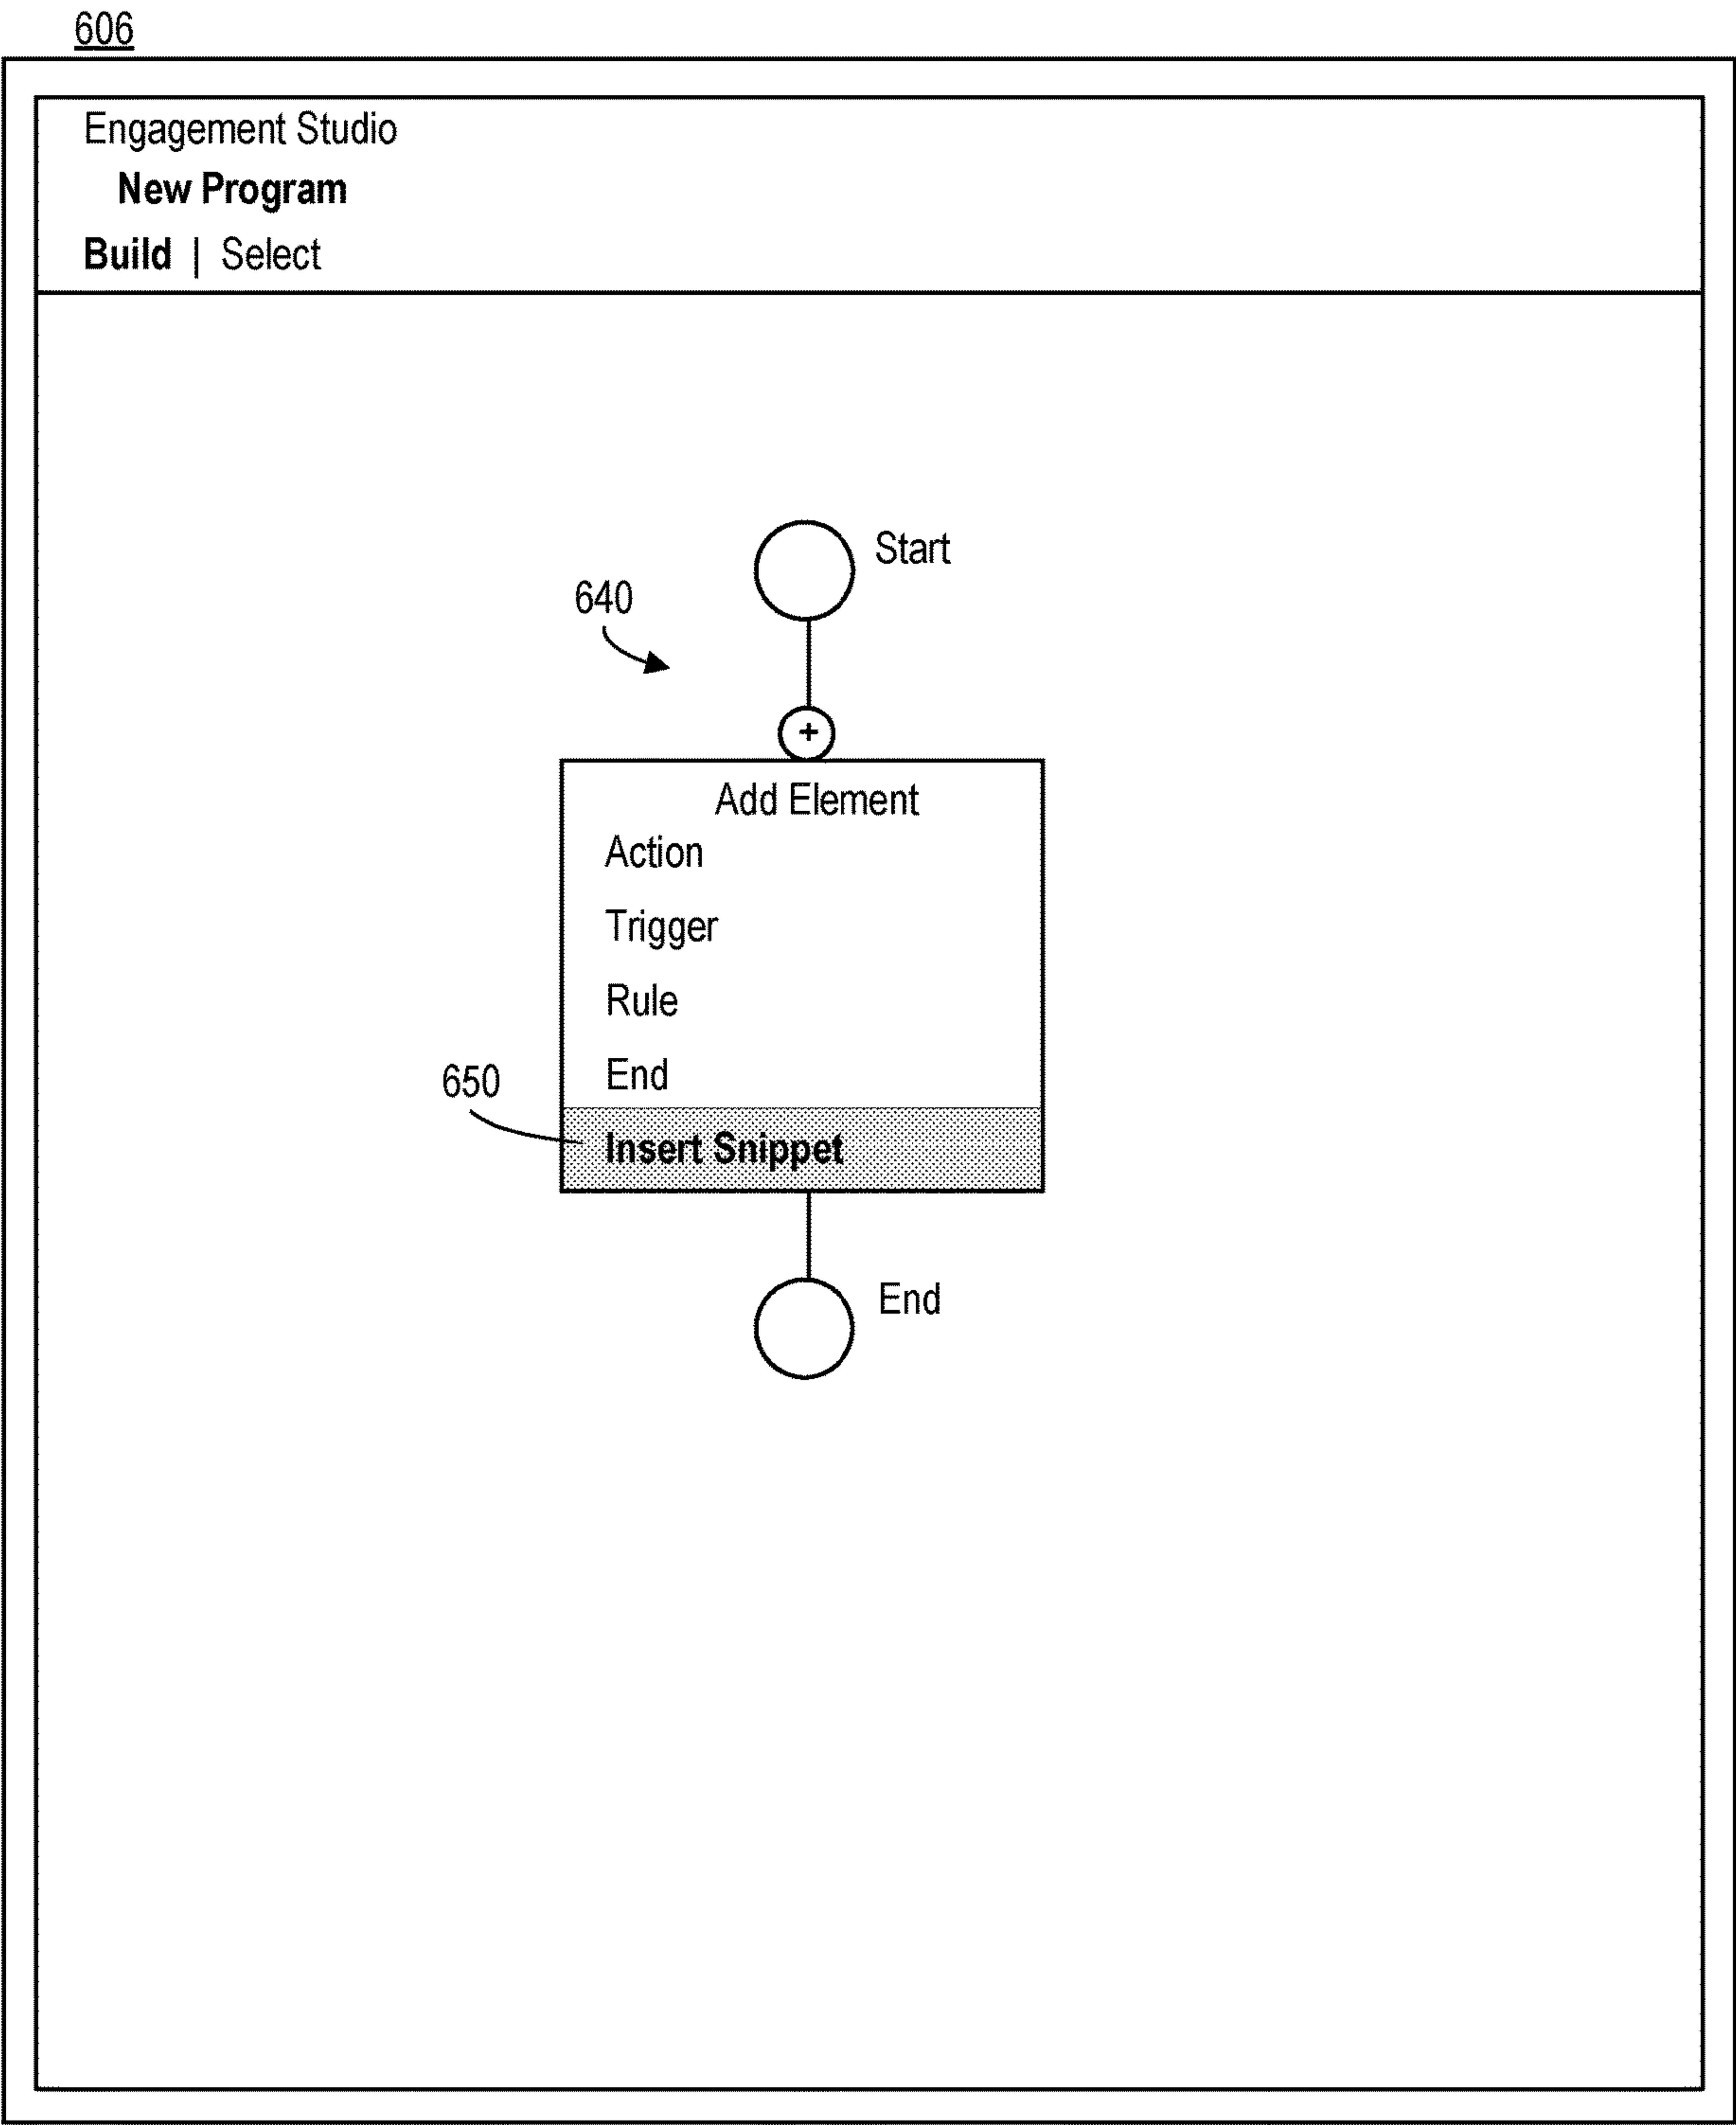 606
Engagement Studio
New Program
Build | Select
Start
640
+
Add Element
Action
Trigger
Rule
End
650
Insert Snippet
End